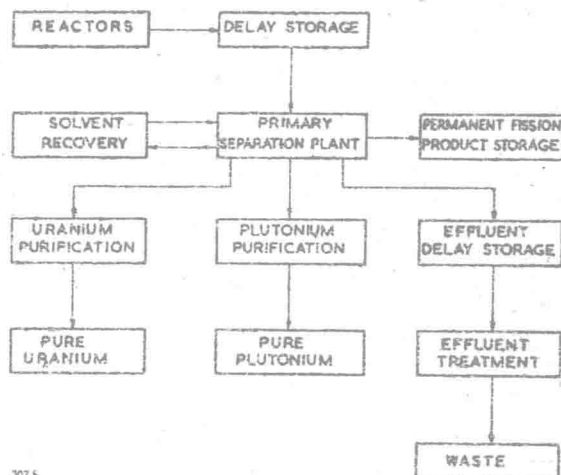 REACTORS
DELAY STORAGE
SOLVENT
RECOVERY
PRIMARY
SEPARATION PLANT
PERMANENT FISSION
PRODUCT STORAGE
URANIUM
PURIFICATION
PLUTONIUM
PURIFICATION
EFFLUENT
DELAY STORAGE
PURE
URANIUM
PURE
PLUTONIUM
EFFLUENT
TREATMENT
WASTE